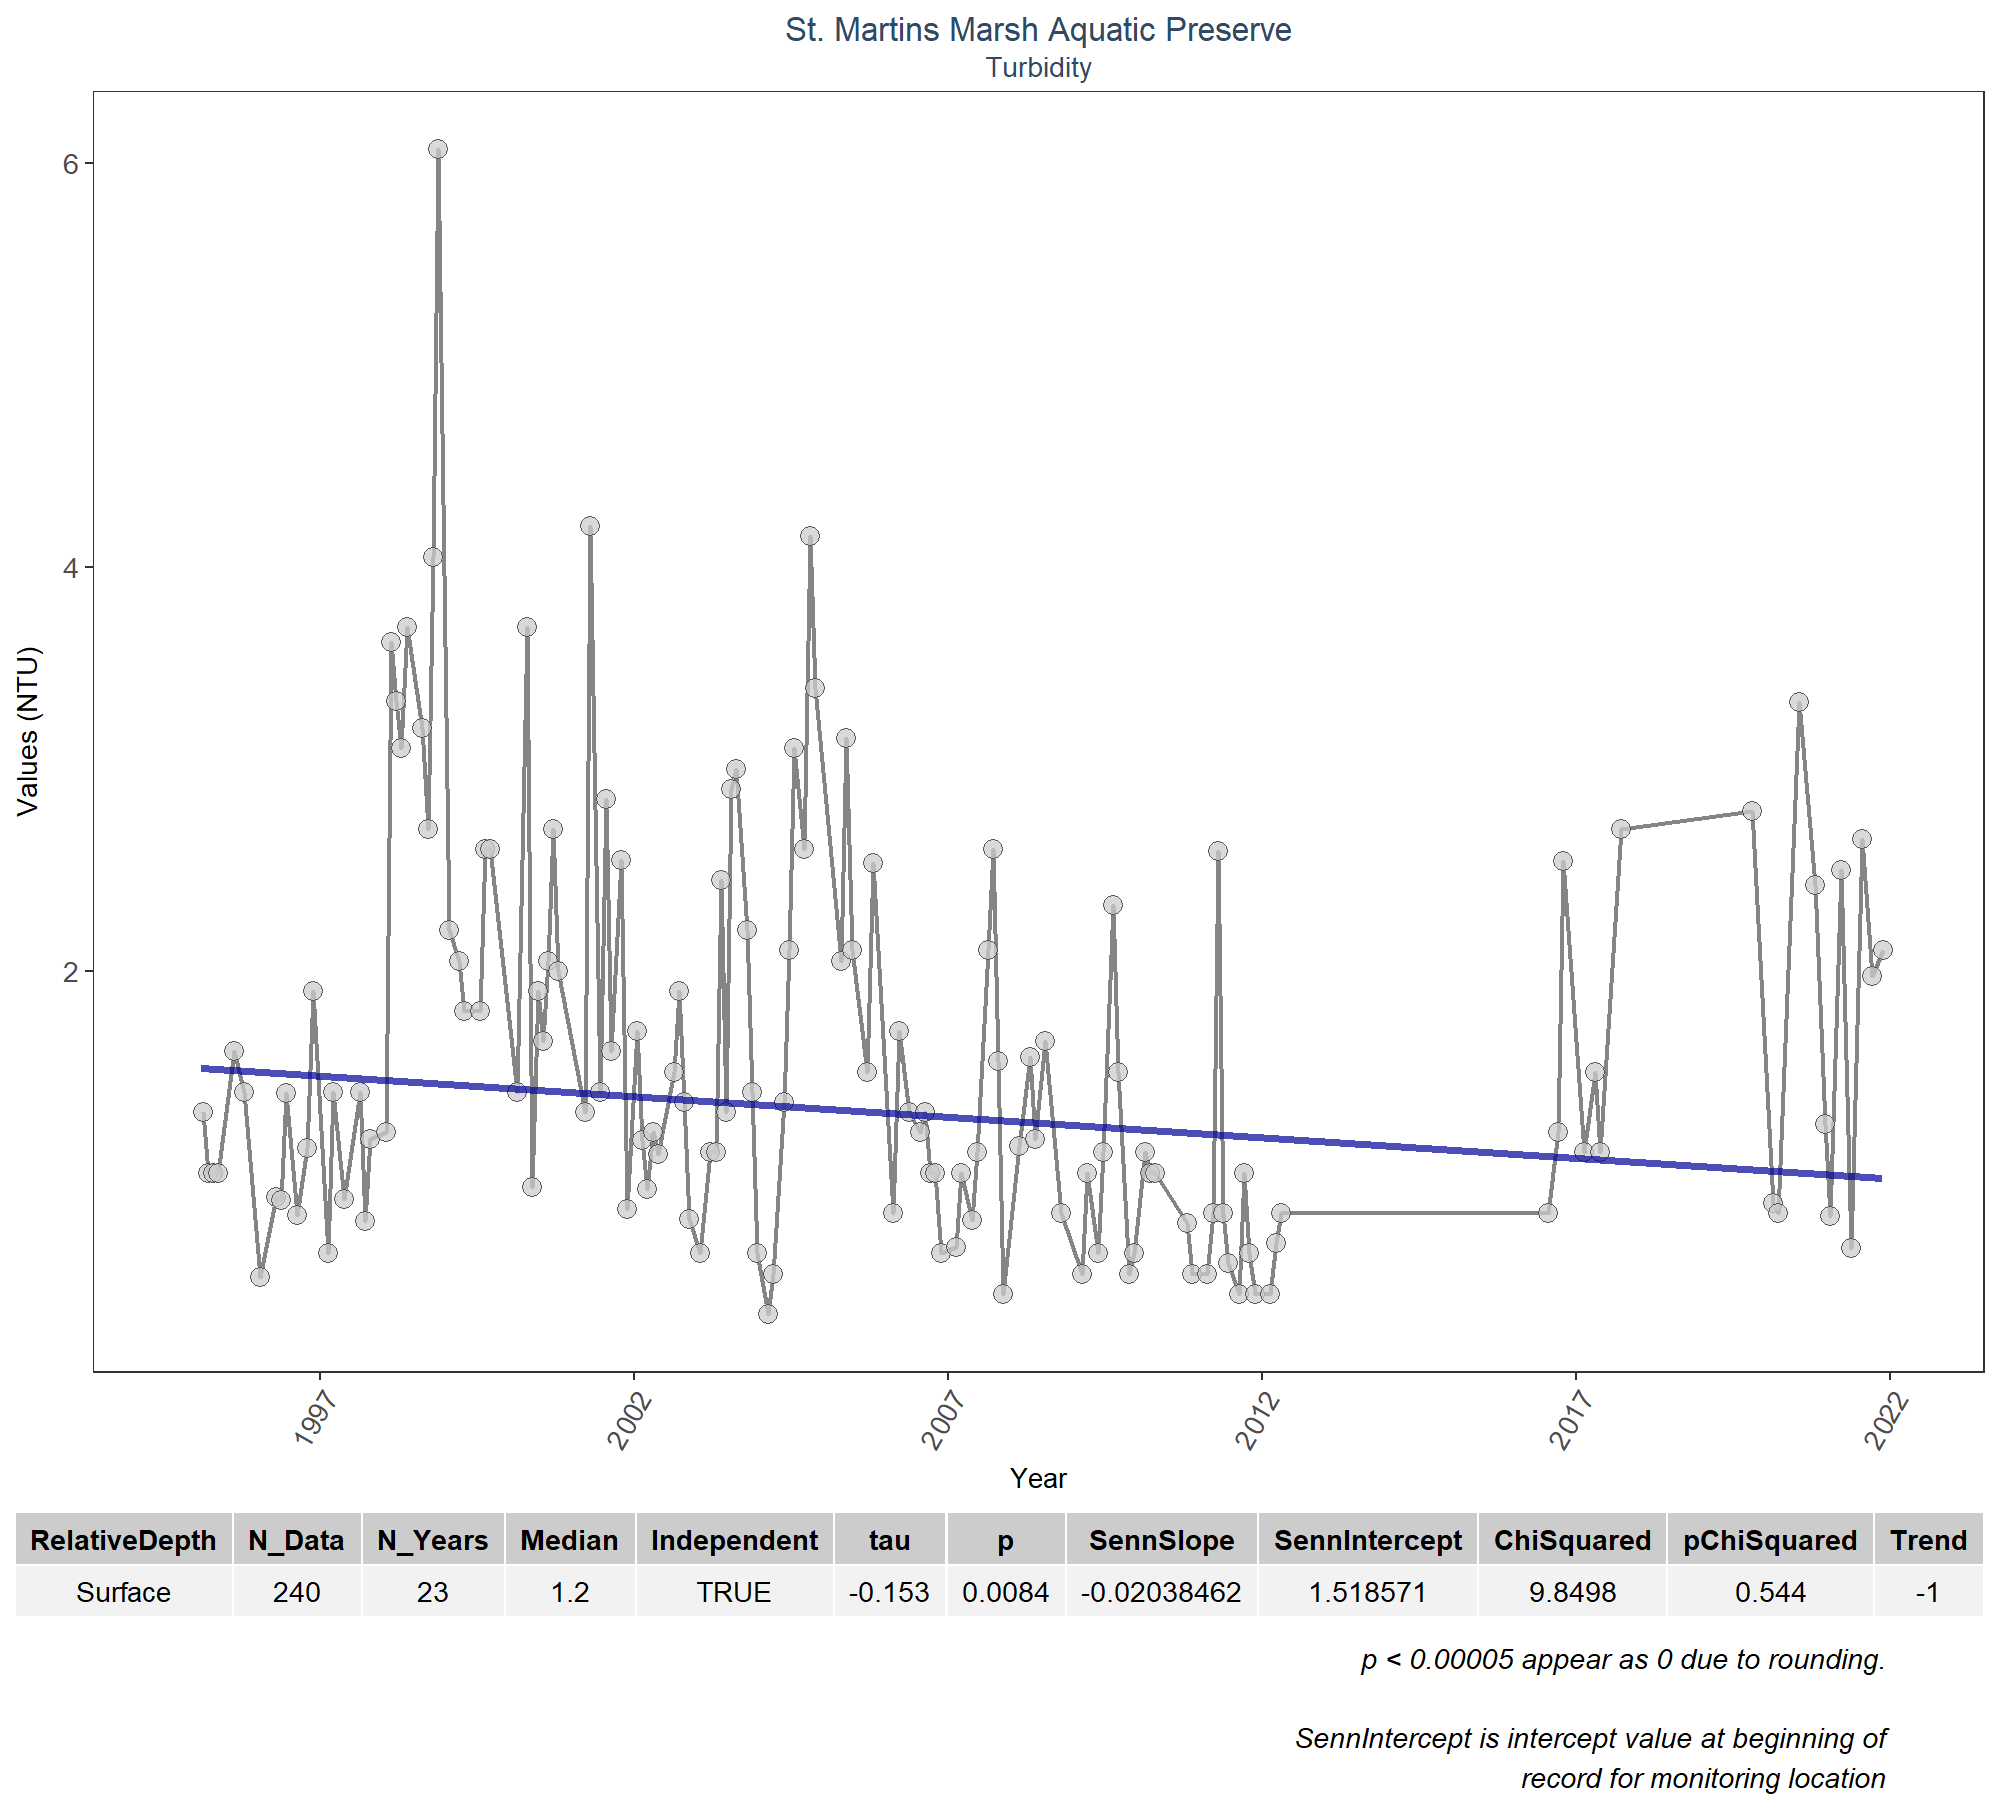 St. Martins Marsh Aquatic Preserve
Turbidity
Values (NTU)
6
4
2
1997 2002 2007 2012 2017 2022
Year
RelativeDepth N_Data N_Years Median Independent tau p SennSlope SennIntercept ChiSquared pChiSquared Trend
Surface 240 23 1.2 TRUE -0.153 0.0084 -0.02038462 1.518571 9.8498 0.544 -1
p < 0.00005 appear as 0 due to rounding.
SennIntercept is intercept value at beginning of
record for monitoring location